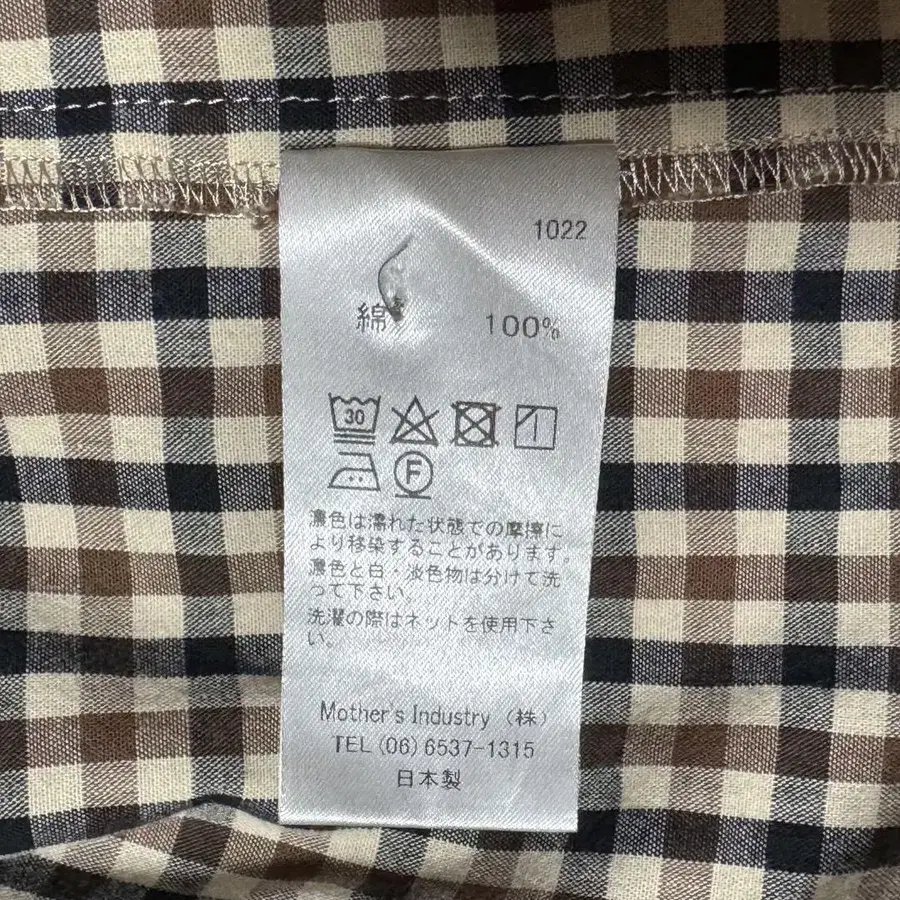 1022
綿 100%
30
F
濃色は濡れた状態での摩擦に
より移染することがあります。
濃色と白・淡色物は分けて洗
って下さい。
洗濯の際はネットを使用下さ
い。
Mother's Industry (株)
TEL (06) 6537-1315
日本製